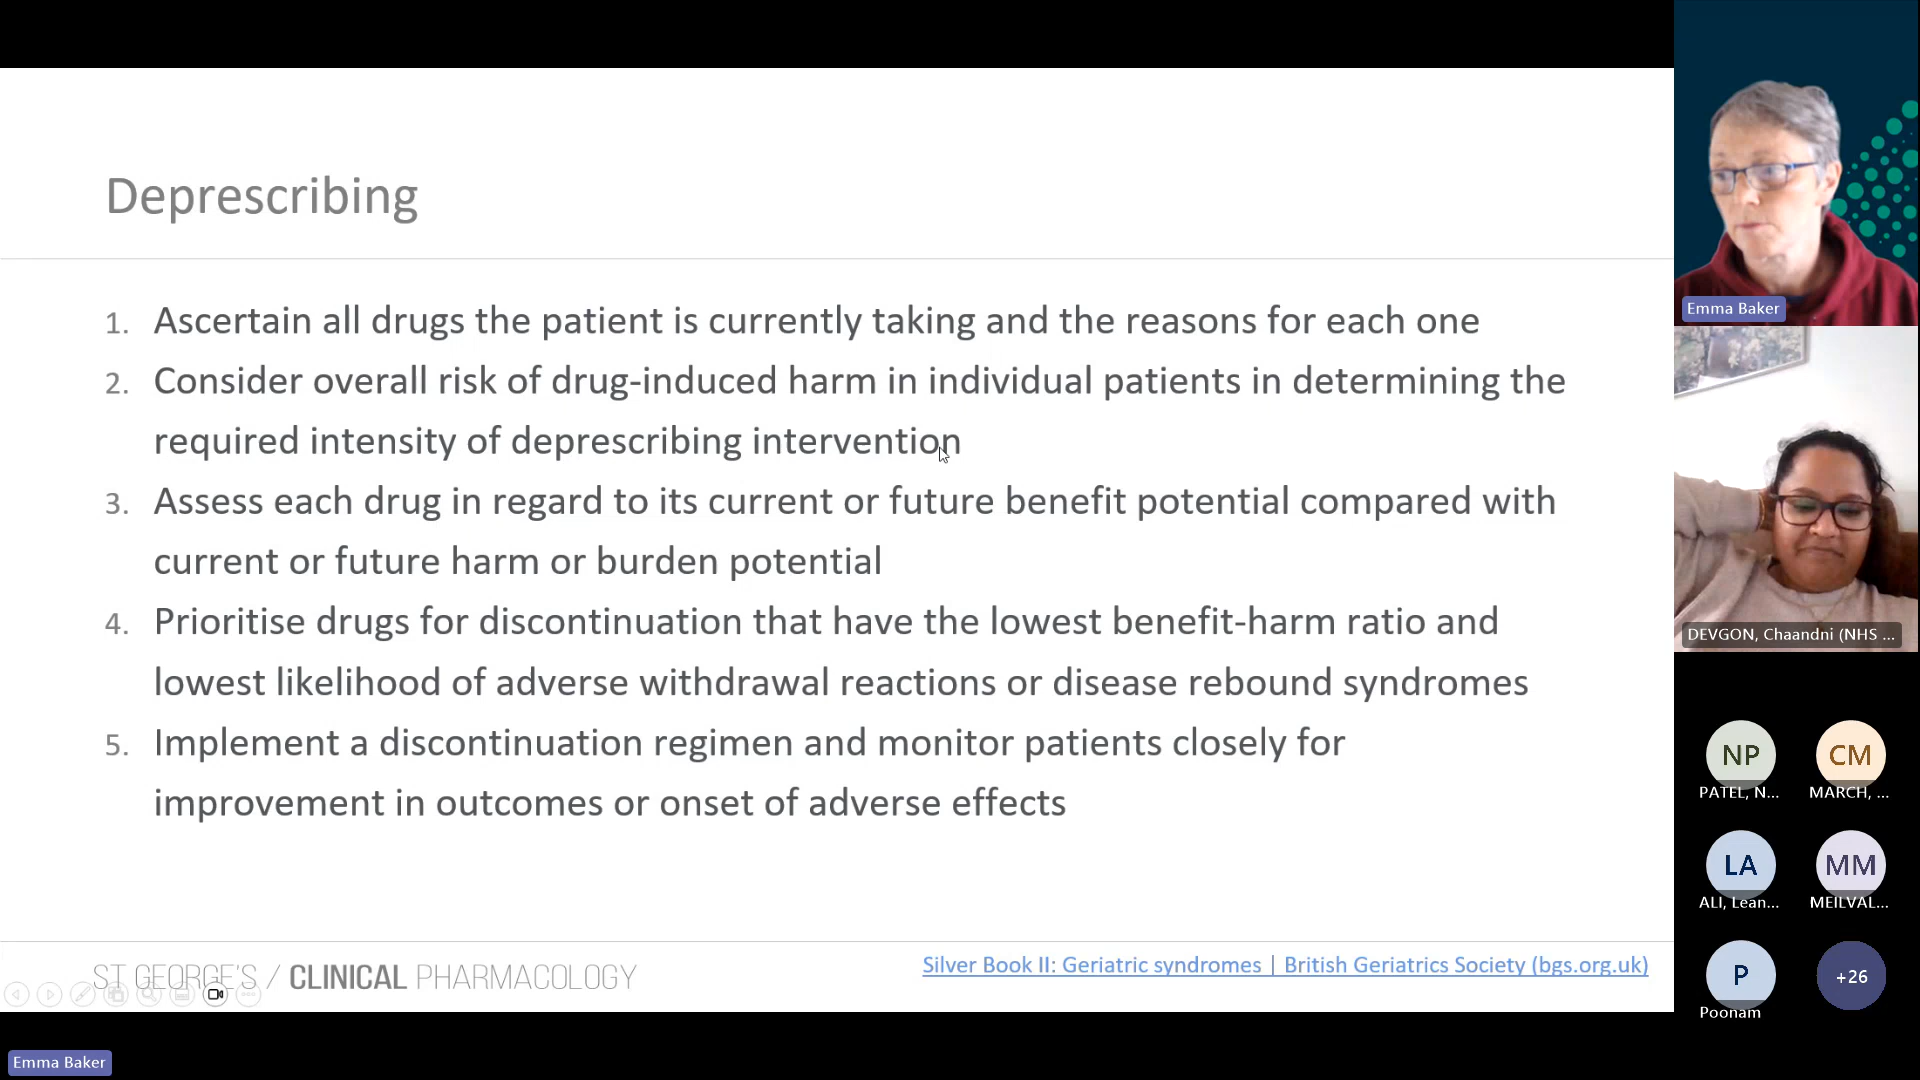 Deprescribing
1. Ascertain all drugs the patient is currently taking and the reasons for each one
2. Consider overall risk of drug-induced harm in individual patients in determining the
required intensity of deprescribing intervention
3. Assess each drug in regard to its current or future benefit potential compared with
current or future harm or burden potential
4. Prioritise drugs for discontinuation that have the lowest benefit-harm ratio and
lowest likelihood of adverse withdrawal reactions or disease rebound syndromes
5. Implement a discontinuation regimen and monitor patients closely for
improvement in outcomes or onset of adverse effects
Silver Book II: Geriatric syndromes | British Geriatrics Society (bgs.org.uk)
ST GEORGE'S / CLINICAL PHARMACOLOGY
Emma Baker
Emma Baker
DEVGON, Chaandni (NHS ...
NP
PATEL, N...
CM
MARCH, ...
LA
ALI, Lean...
MM
MEILVAL...
P
Poonam
+26